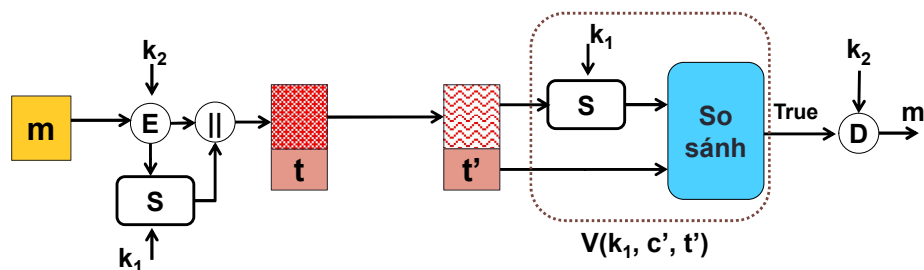 k₂
m
E
||
S
k₁
t
t’
k₁
S
So
sánh
V(k₁, c’, t’)
True
k₂
D
m